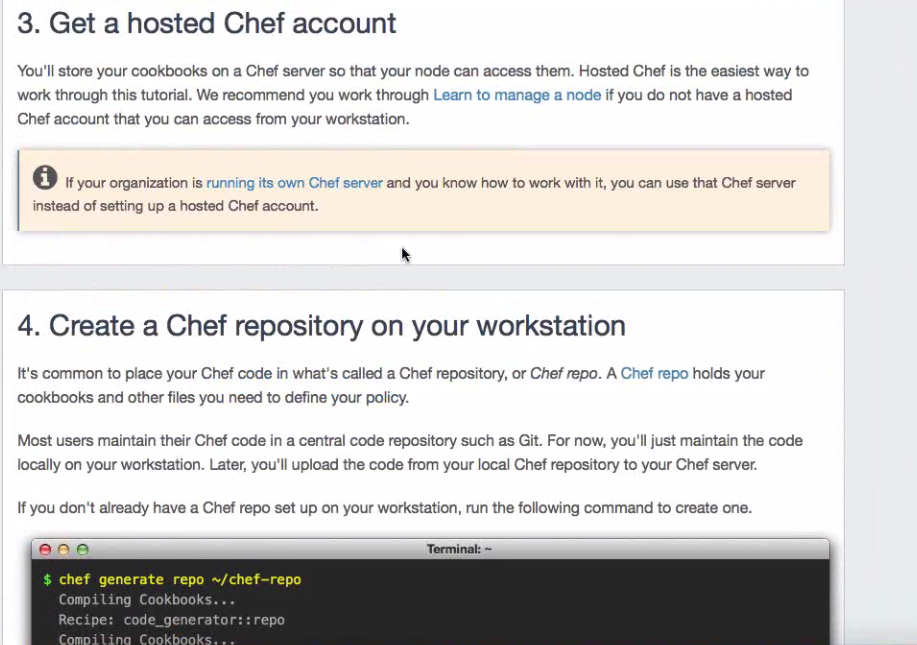 3. Get a hosted Chef account
You'll store your cookbooks on a Chef server so that your node can access them. Hosted Chef is the easiest way to
work through this tutorial. We recommend you work through Learn to manage a node if you do not have a hosted
Chef account that you can access from your workstation.
If your organization is running its own Chef server and you know how to work with it, you can use that Chef server
instead of setting up a hosted Chef account.
4. Create a Chef repository on your workstation
It's common to place your Chef code in what's called a Chef repository, or Chef repo. A Chef repo holds your
cookbooks and other files you need to define your policy.
Most users maintain their Chef code in a central code repository such as Git. For now, you'll just maintain the code
locally on your workstation. Later, you'll upload the code from your local Chef repository to your Chef server.
If you don't already have a Chef repo set up on your workstation, run the following command to create one.
Terminal: ~
$ chef generate repo ~/chef-repo
Compiling Cookbooks...
Recipe: code_generator::repo
Compiling Cookbooks...